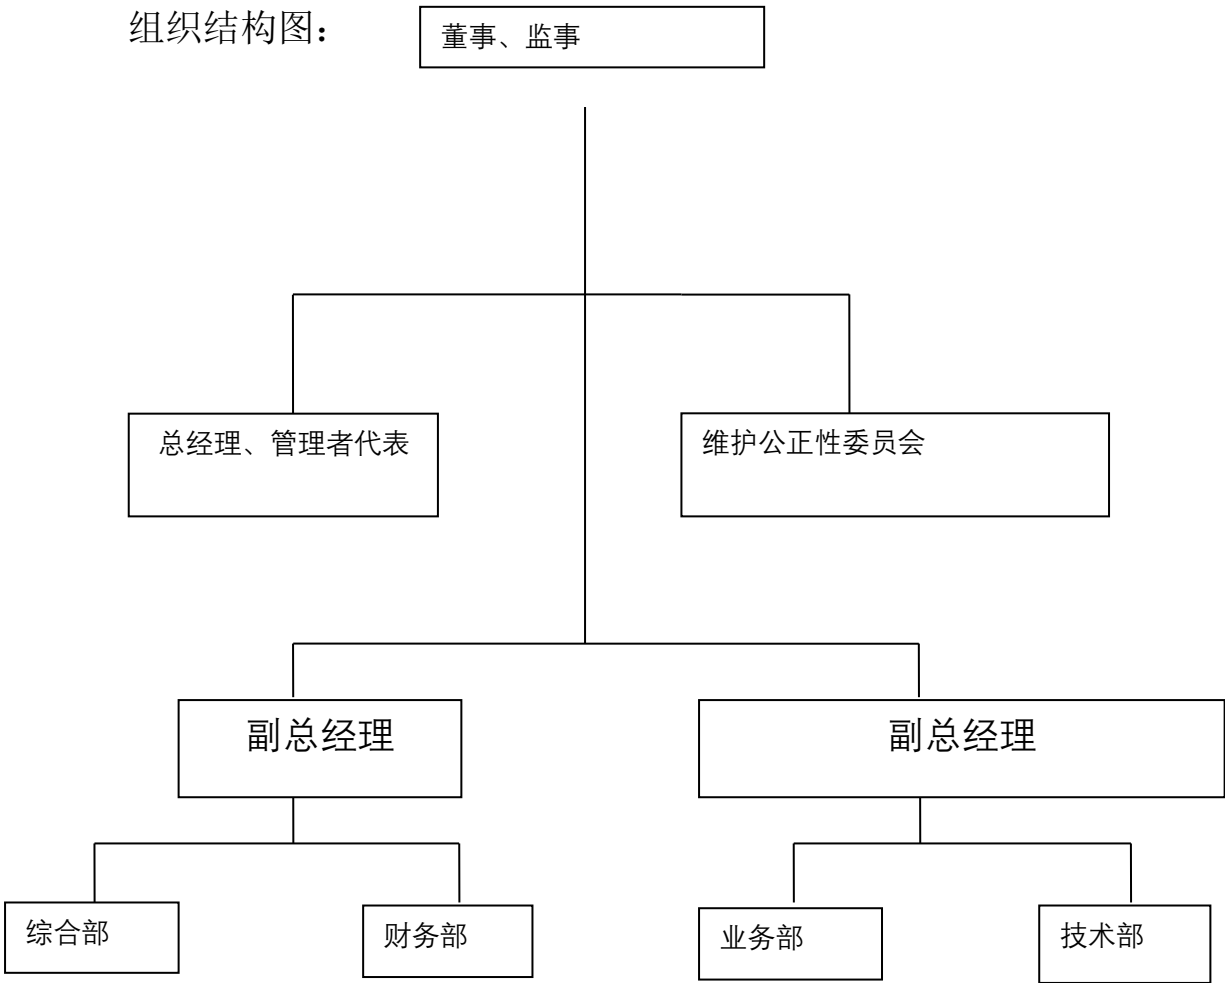 组织结构图：
董事、监事
总经理、管理者代表
维护公正性委员会
副总经理
副总经理
综合部
财务部
业务部
技术部